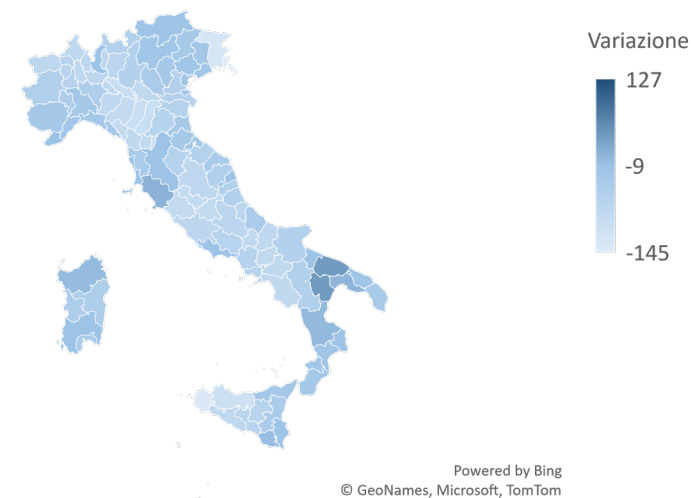 Variazione
127
-9
-145
Powered by Bing
© GeoNames, Microsoft, TomTom